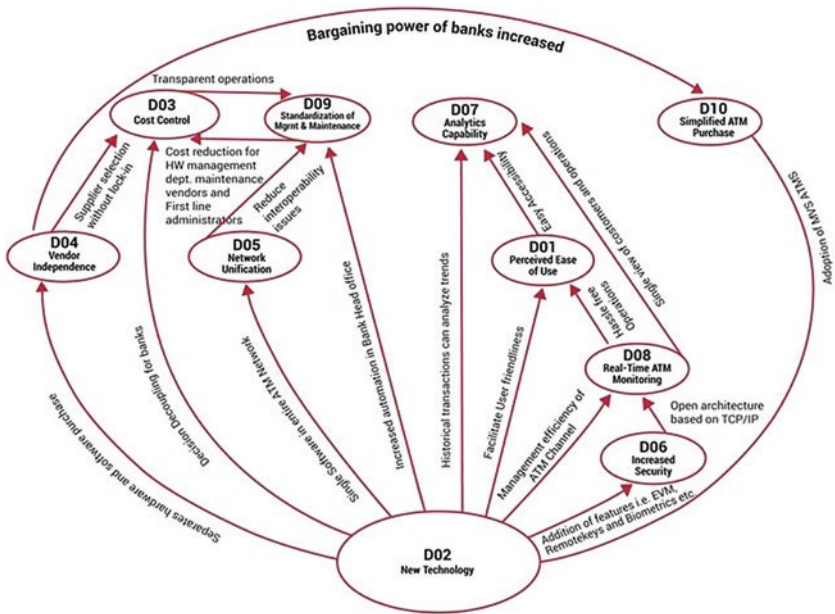 Bargaining power of banks increased
Transparent operations
D03
Cost Control
D09
Standardization of
Mgrnt & Maintenance
D07
Analytics
Capability
D10
Simplified ATM
Purchase
Supplier selection
without lock-in
Cost reduction for
HW management
dept. maintenance
vendors and
First line
administrators
Reduce
interoperability
issues
Easy Accessibility
Single view of costomers and operations
Adoption of MVS ATMS
D04
Vendor
Independence
D05
Network
Unification
D01
Perceived Ease
of Use
Hassle free
Operations
D08
Real-Time ATM
Monitoring
Open architecture
based on TCP/IP
D06
Increased
Security
Separates hardware and software purchase
Decision Decoupling for banks
Single Software in entire ATM Network
Increased automation in Bank Head office
Historical transactions can analyze trends
Facilitate User friendliness
Management efficiency of
ATM Channel
Addition of features i.e. EVM,
Remotekeys and Biometrics etc
D02
New Technology